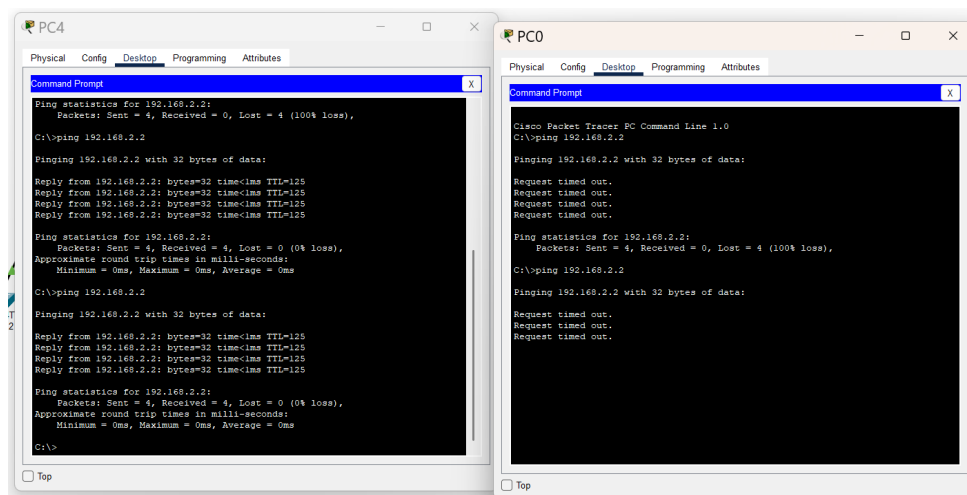 PC4
Physical Config Desktop Programming Attributes
Command Prompt
X
Ping statistics for 192.168.2.2:
Packets: Sent = 4, Received = 0, Lost = 4 (100% loss),
C:\>ping 192.168.2.2
Pinging 192.168.2.2 with 32 bytes of data:
Reply from 192.168.2.2: bytes=32 time<1ms TTL=125
Reply from 192.168.2.2: bytes=32 time<1ms TTL=125
Reply from 192.168.2.2: bytes=32 time<1ms TTL=125
Reply from 192.168.2.2: bytes=32 time<1ms TTL=125
Ping statistics for 192.168.2.2:
Packets: Sent = 4, Received = 4, Lost = 0 (0% loss),
Approximate round trip times in milli-seconds:
Minimum = 0ms, Maximum = 0ms, Average = 0ms
C:\>ping 192.168.2.2
Pinging 192.168.2.2 with 32 bytes of data:
Reply from 192.168.2.2: bytes=32 time<1ms TTL=125
Reply from 192.168.2.2: bytes=32 time<1ms TTL=125
Reply from 192.168.2.2: bytes=32 time<1ms TTL=125
Reply from 192.168.2.2: bytes=32 time<1ms TTL=125
Ping statistics for 192.168.2.2:
Packets: Sent = 4, Received = 4, Lost = 0 (0% loss),
Approximate round trip times in milli-seconds:
Minimum = 0ms, Maximum = 0ms, Average = 0ms
C:\>
Top
PC0
Physical Config Desktop Programming Attributes
Command Prompt
X
Cisco Packet Tracer PC Command Line 1.0
C:\>ping 192.168.2.2
Pinging 192.168.2.2 with 32 bytes of data:
Request timed out.
Request timed out.
Request timed out.
Request timed out.
Ping statistics for 192.168.2.2:
Packets: Sent = 4, Received = 0, Lost = 4 (100% loss),
C:\>ping 192.168.2.2
Pinging 192.168.2.2 with 32 bytes of data:
Request timed out.
Request timed out.
Request timed out.
Top